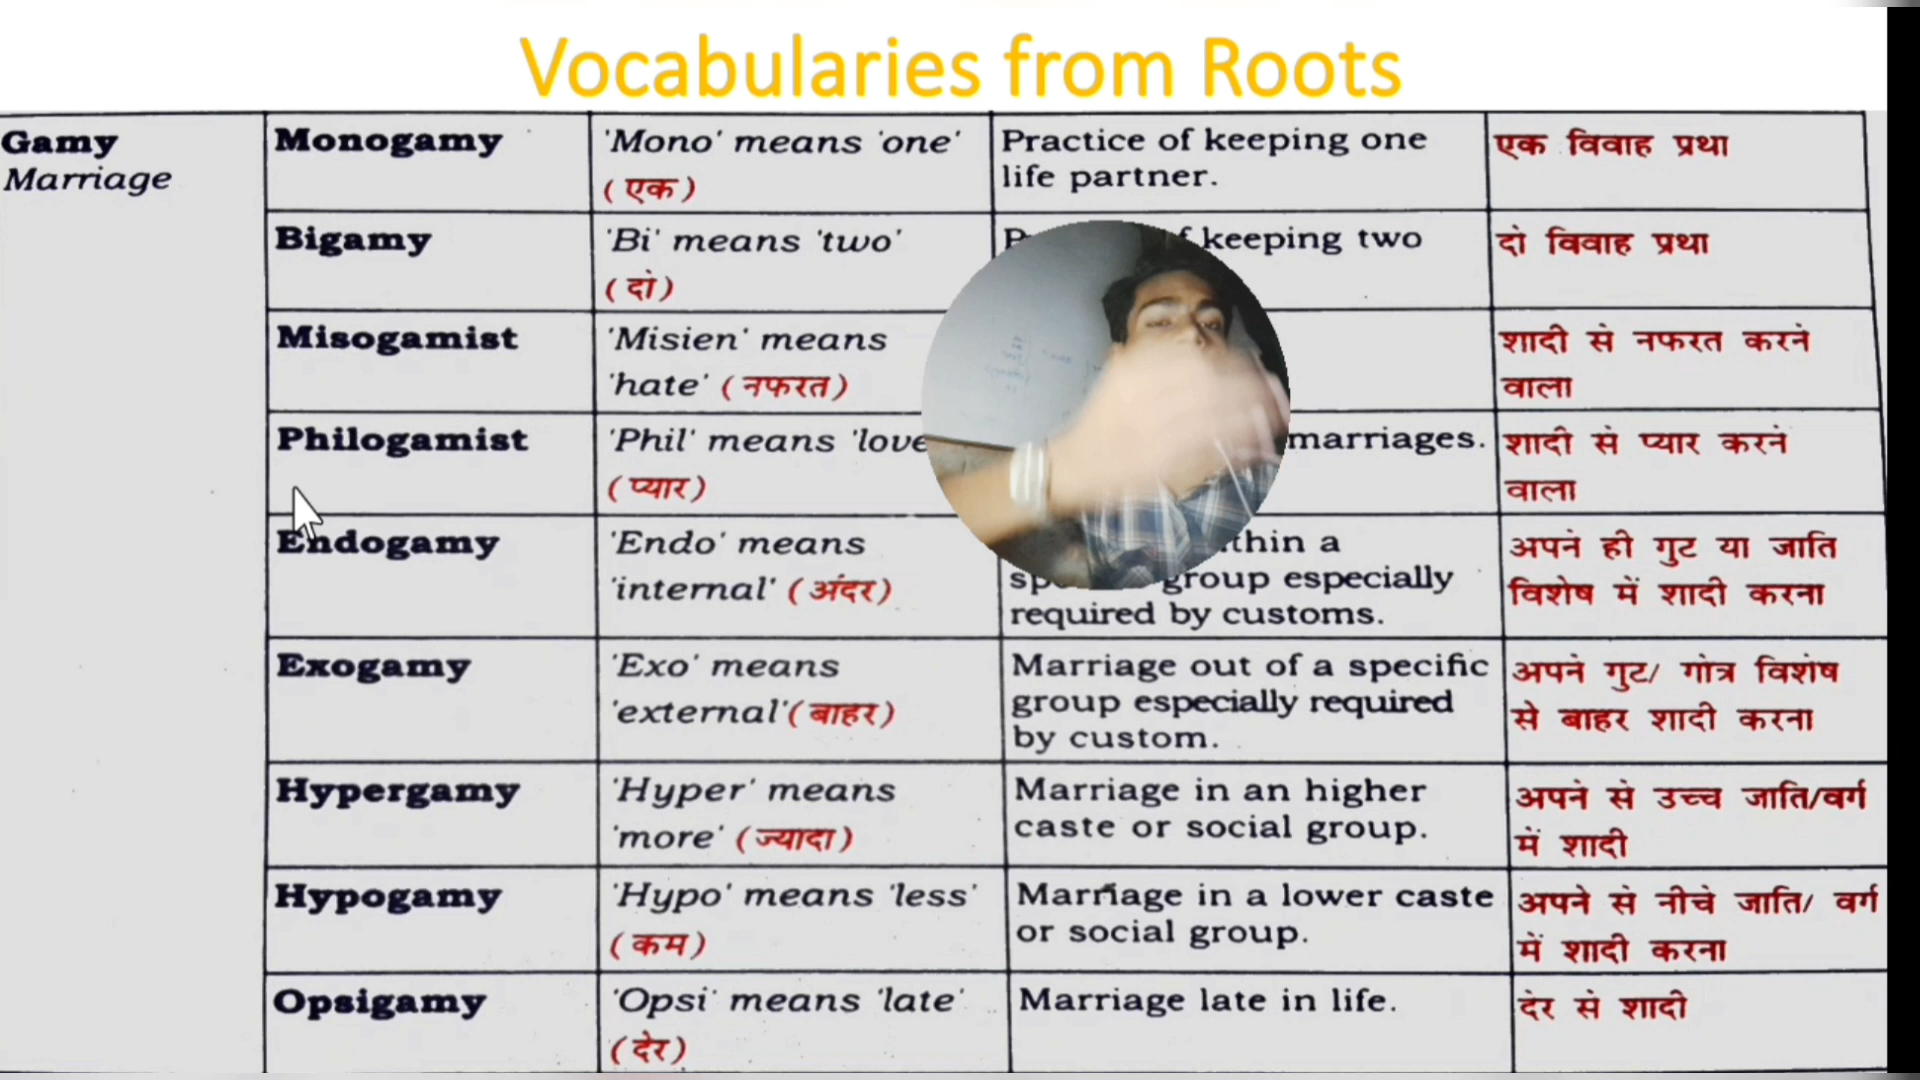 Vocabularies from Roots
Gamy
Marriage
Monogamy
'Mono' means 'one'
(एक)
Practice of keeping one
life partner.
एक विवाह प्रथा
Bigamy
'Bi' means 'two'
(दो)
keeping two
दो विवाह प्रथा
Misogamist
'Misien' means
'hate' (नफरत)
शादी से नफरत करने
वाला
Philogamist
'Phil' means 'love
(प्यार)
marriages.
शादी से प्यार करने
वाला
Endogamy
'Endo' means
'internal' (अंदर)
a
group especially
required by customs.
अपने ही गुट या जाति
विशेष में शादी करना
Exogamy
'Exo' means
'external'(बाहर)
Marriage out of a specific
group especially required
by custom.
अपने गुट/ गोत्र विशेष
से बाहर शादी करना
Hypergamy
'Hyper' means
'more' (ज्यादा)
Marriage in an higher
caste or social group.
अपने से उच्च जाति/वर्ग
में शादी
Hypogamy
'Hypo' means 'less'
(कम)
Marriage in a lower caste
or social group.
अपने से नीचे जाति/ वर्ग
में शादी करना
Opsigamy
'Opsi' means 'late'
(देर)
Marriage late in life.
देर से शादी